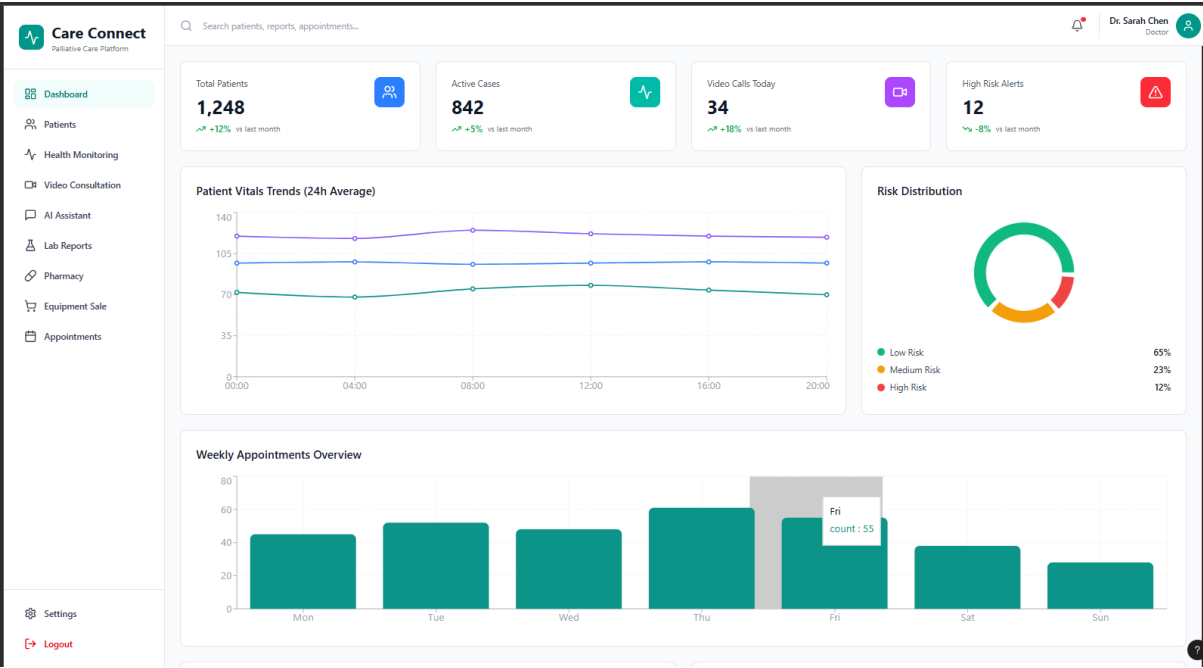 Care Connect
Palliative Care Platform
Search patients, reports, appointments...
Dr. Sarah Chen
Doctor
Dashboard
Patients
Health Monitoring
Video Consultation
AI Assistant
Lab Reports
Pharmacy
Equipment Sale
Appointments
Settings
Logout
Total Patients
1,248
+12% vs last month
Active Cases
842
+5% vs last month
Video Calls Today
34
+18% vs last month
High Risk Alerts
12
-8% vs last month
Patient Vitals Trends (24h Average)
140
105
70
35
0
00:00 04:00 08:00 12:00 16:00 20:00
Risk Distribution
Low Risk 65%
Medium Risk 23%
High Risk 12%
Weekly Appointments Overview
80
60
40
20
0
Fri
count : 55
Mon Tue Wed Thu Fri Sat Sun
?